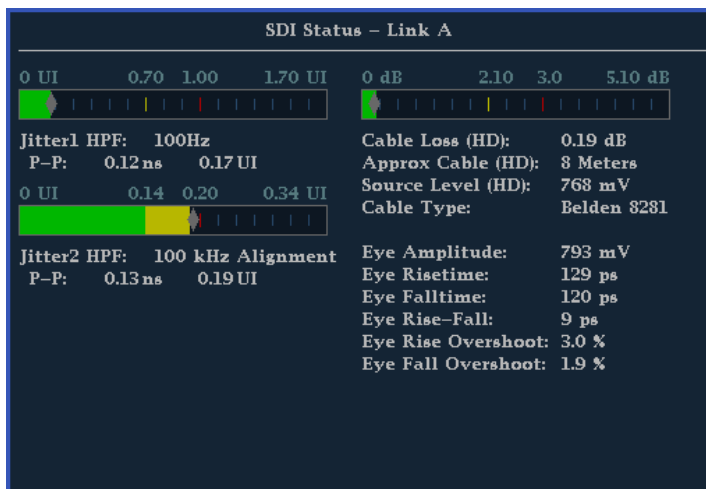 SDI Status – Link A
0 UI 0.70 1.00 1.70 UI
Jitter1 HPF: 100Hz
P–P: 0.12 ns 0.17 UI
0 UI 0.14 0.20 0.34 UI
Jitter2 HPF: 100 kHz Alignment
P–P: 0.13 ns 0.19 UI
0 dB 2.10 3.0 5.10 dB
Cable Loss (HD): 0.19 dB
Approx Cable (HD): 8 Meters
Source Level (HD): 768 mV
Cable Type: Belden 8281
Eye Amplitude: 793 mV
Eye Risetime: 129 ps
Eye Falltime: 120 ps
Eye Rise–Fall: 9 ps
Eye Rise Overshoot: 3.0 %
Eye Fall Overshoot: 1.9 %